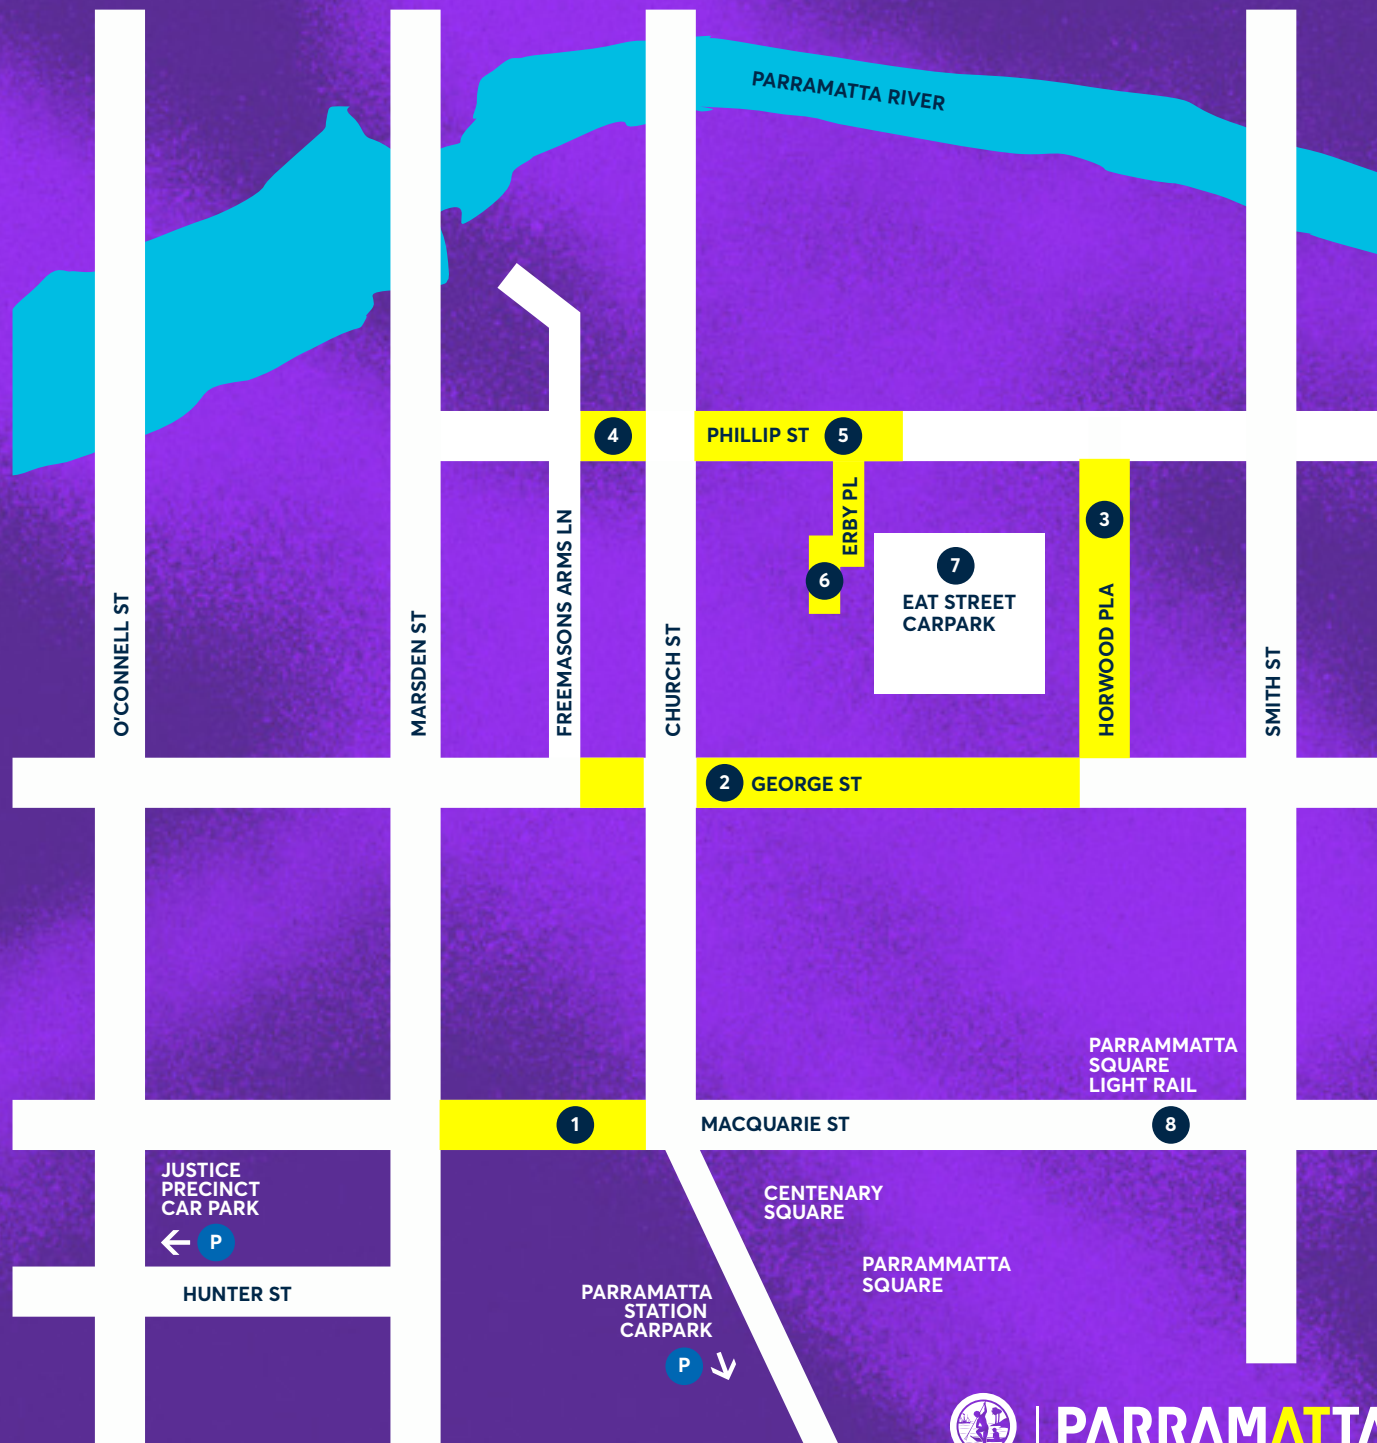 PARRAMATTA RIVER
4
PHILLIP ST
5
ERBY PL
3
6
7
EAT STREET
CARPARK
O'CONNELL ST
MARSDEN ST
FREEMASONS ARMS LN
CHURCH ST
HORWOOD PLA
SMITH ST
2
GEORGE ST
PARRAMMATTA
SQUARE
LIGHT RAIL
1
MACQUARIE ST
8
JUSTICE
PRECINCT
CAR PARK
P
CENTENARY
SQUARE
PARRAMMATTA
SQUARE
HUNTER ST
PARRAMATTA
STATION
CARPARK
P
PARRAMATTA